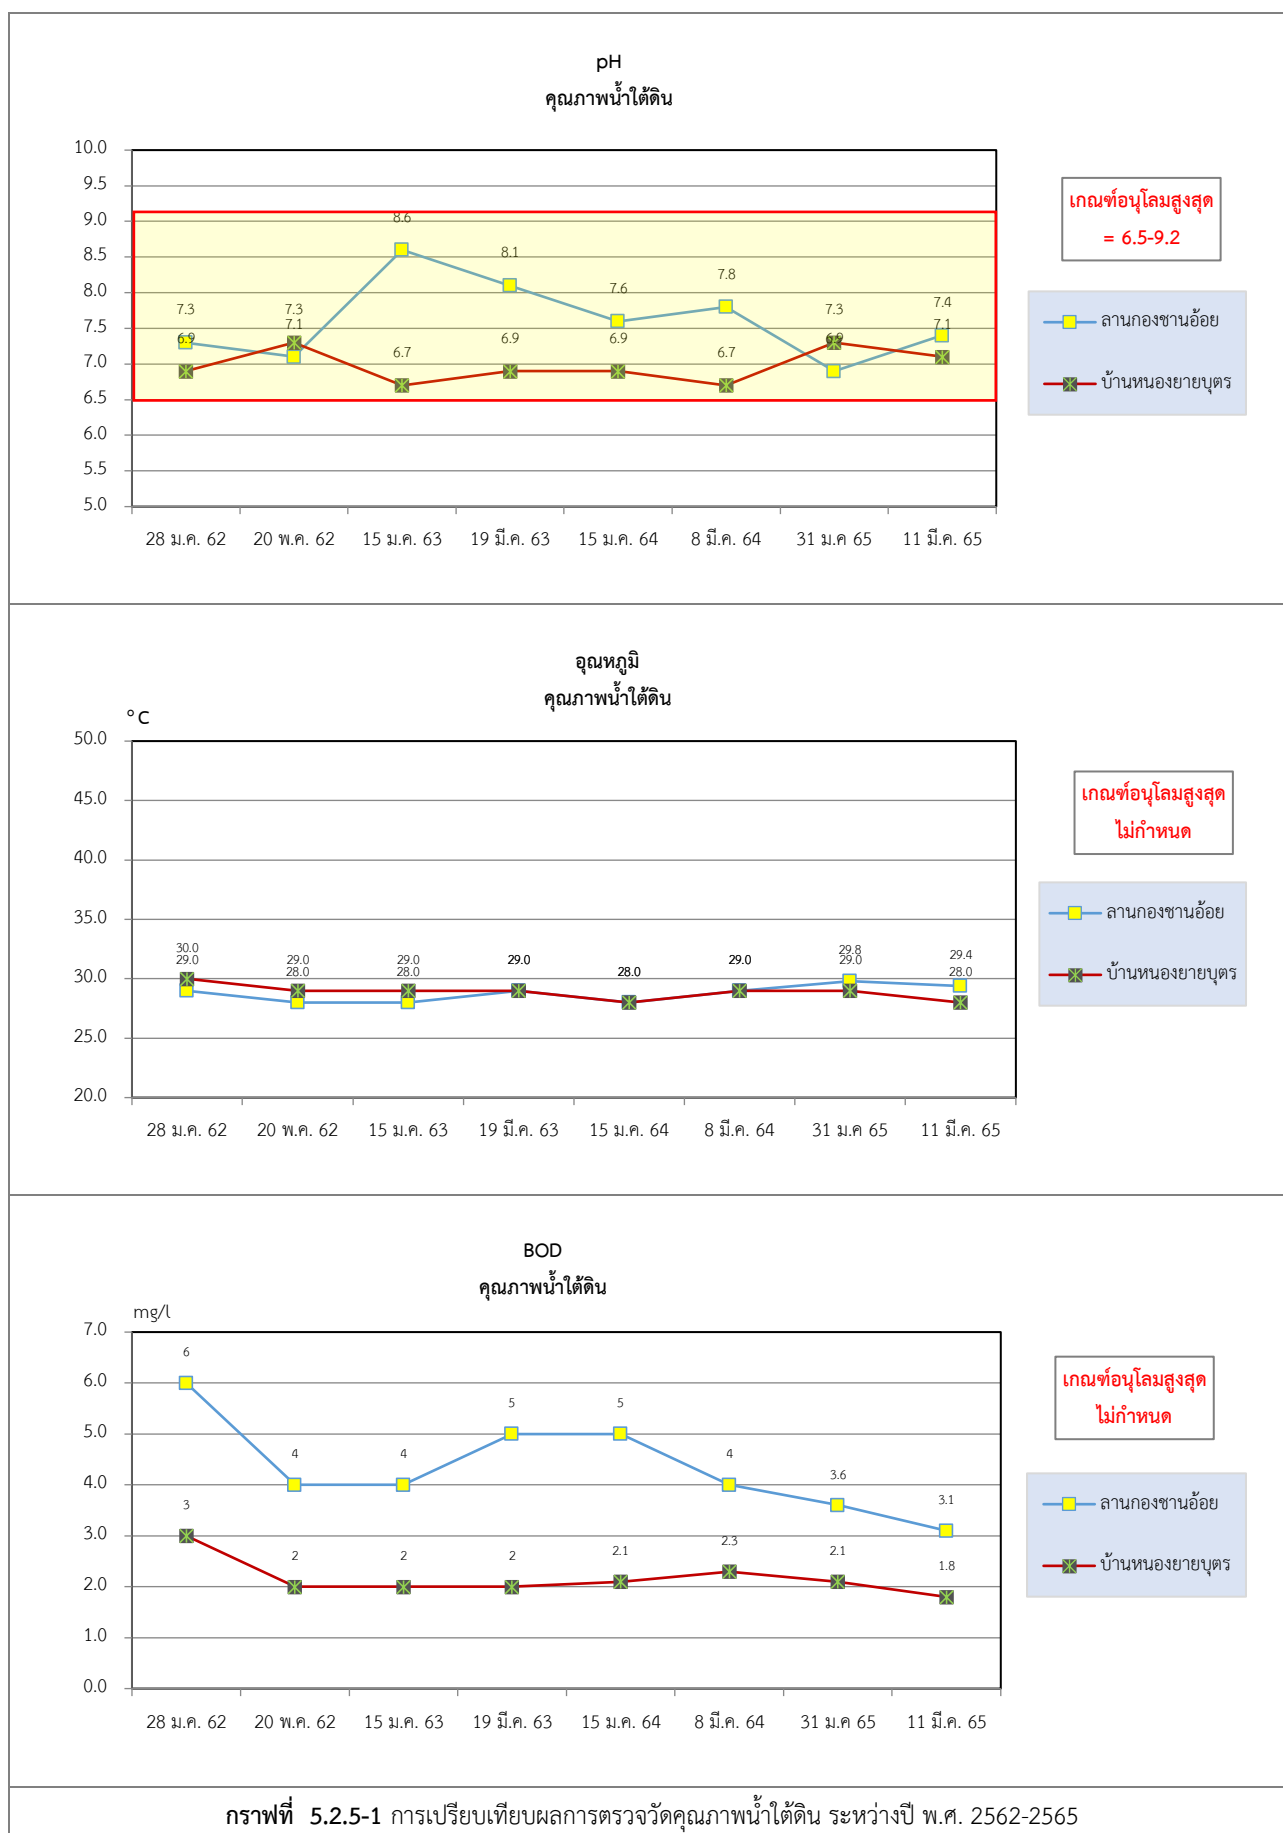 pH
คุณภาพน้ำใต้ดิน
10.0
9.5
9.0
8.5
8.0
7.5
7.0
6.5
6.0
5.5
5.0
7.3 7.1 8.6 8.1 7.6 7.8 6.9 7.4
6.9 7.3 6.7 6.9 6.9 6.7 7.3 7.1
28 ม.ค. 62 20 พ.ค. 62 15 ม.ค. 63 19 มี.ค. 63 15 ม.ค. 64 8 มี.ค. 64 31 ม.ค 65 11 มี.ค. 65
เกณฑ์อนุโลมสูงสุด
= 6.5-9.2
ลานกองชานอ้อย
บ้านหนองยายบุตร
อุณหภูมิ
คุณภาพน้ำใต้ดิน
°C
50.0
45.0
40.0
35.0
30.0
25.0
20.0
29.0 28.0 28.0 29.0 28.0 29.0 29.8 29.4
30.0 29.0 29.0 29.0 28.0 29.0 29.0 28.0
28 ม.ค. 62 20 พ.ค. 62 15 ม.ค. 63 19 มี.ค. 63 15 ม.ค. 64 8 มี.ค. 64 31 ม.ค 65 11 มี.ค. 65
เกณฑ์อนุโลมสูงสุด
ไม่กำหนด
ลานกองชานอ้อย
บ้านหนองยายบุตร
BOD
คุณภาพน้ำใต้ดิน
mg/l
7.0
6.0
5.0
4.0
3.0
2.0
1.0
0.0
6 4 4 5 5 4 3.6 3.1
3 2 2 2 2.1 2.3 2.1 1.8
28 ม.ค. 62 20 พ.ค. 62 15 ม.ค. 63 19 มี.ค. 63 15 ม.ค. 64 8 มี.ค. 64 31 ม.ค 65 11 มี.ค. 65
เกณฑ์อนุโลมสูงสุด
ไม่กำหนด
ลานกองชานอ้อย
บ้านหนองยายบุตร
กราฟที่ 5.2.5-1 การเปรียบเทียบผลการตรวจวัดคุณภาพน้ำใต้ดิน ระหว่างปี พ.ศ. 2562-2565